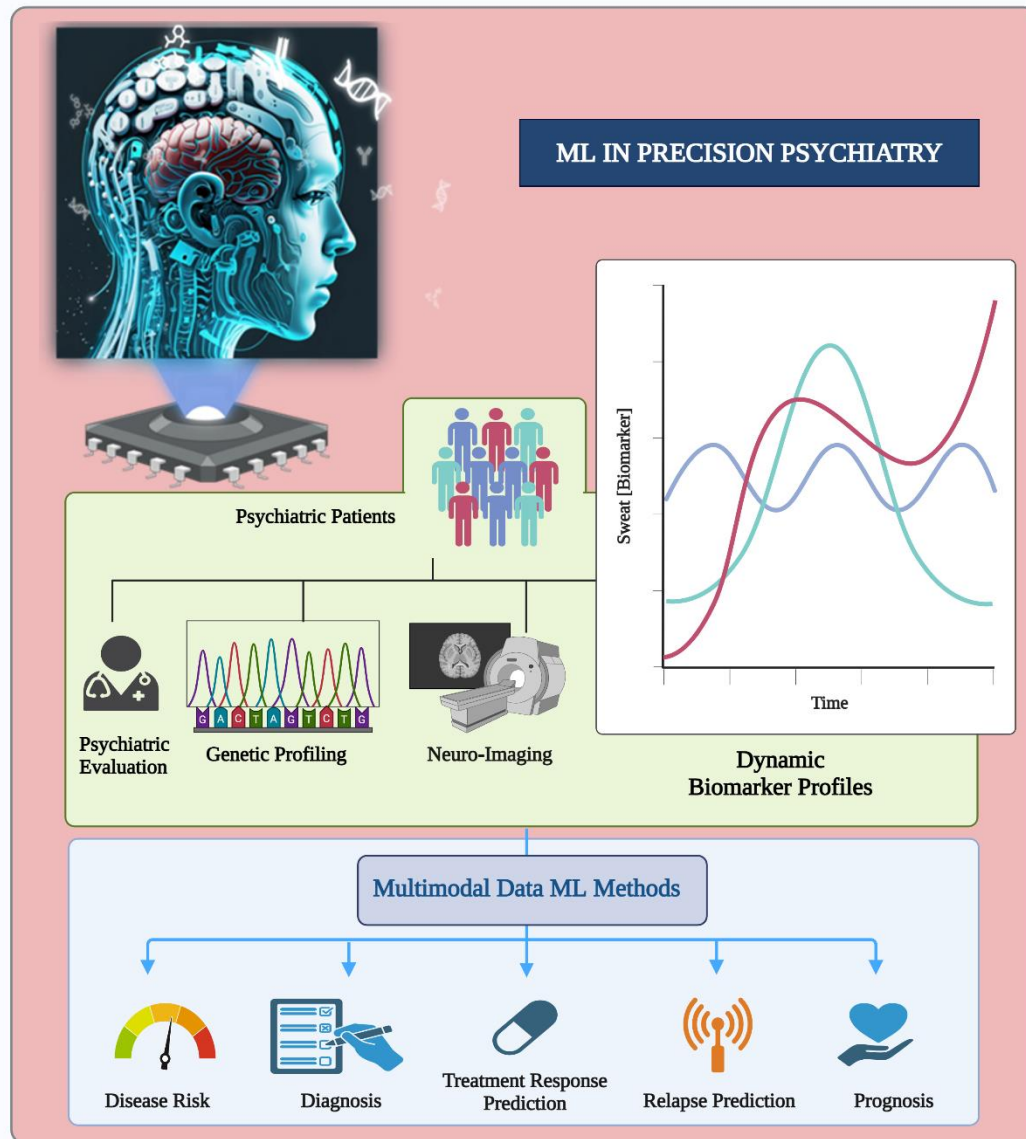 ML IN PRECISION PSYCHIATRY
Psychiatric Patients
Psychiatric
Evaluation
G A C T A G T C T G
Genetic Profiling
Neuro-Imaging
Sweat [Biomarker]
Time
Dynamic
Biomarker Profiles
Multimodal Data ML Methods
Disease Risk
Diagnosis
Treatment Response
Prediction
Relapse Prediction
Prognosis